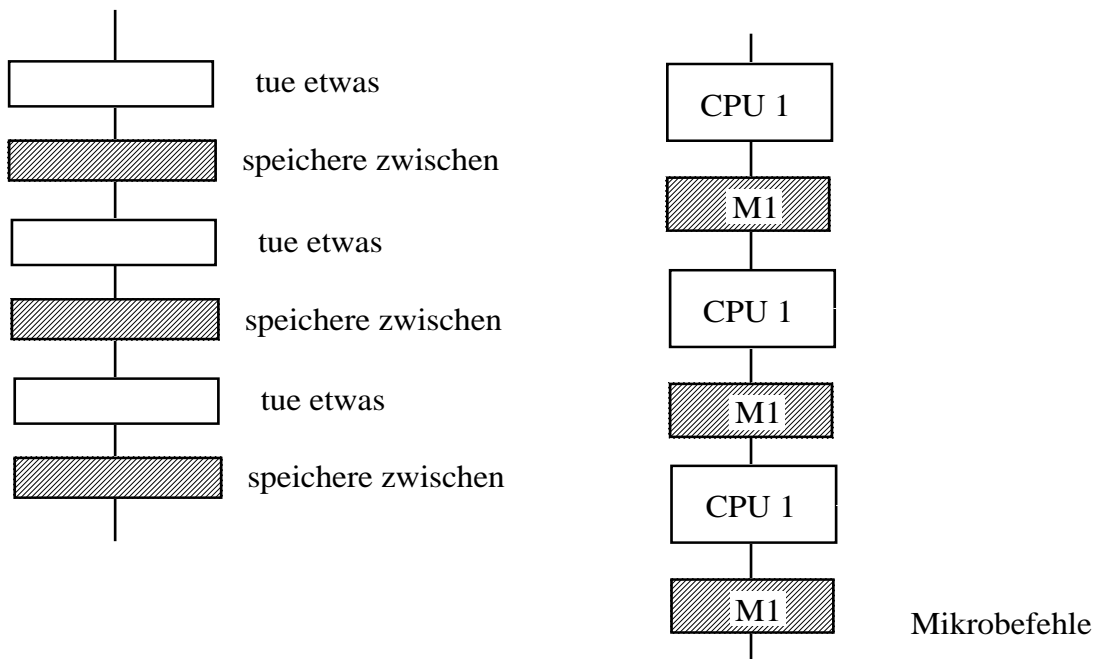 tue etwas
speichere zwischen
tue etwas
speichere zwischen
tue etwas
speichere zwischen
CPU 1
M1
CPU 1
M1
CPU 1
M1
Mikrobefehle